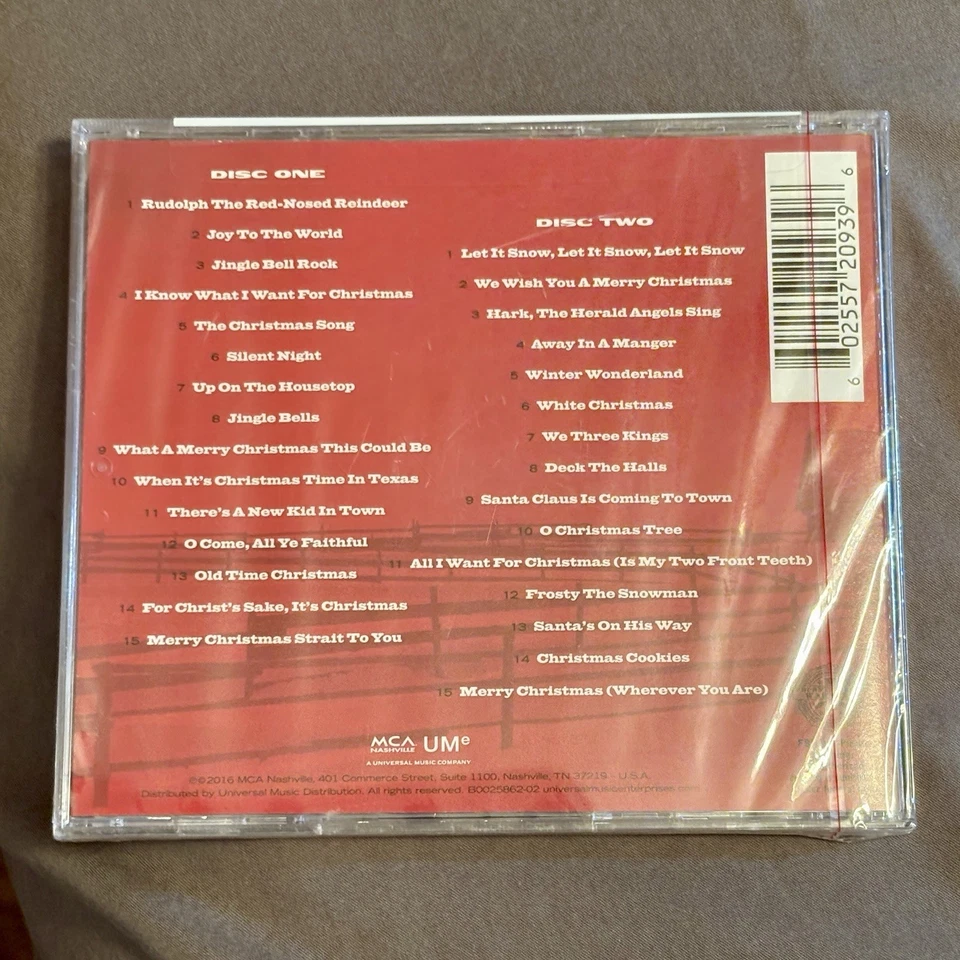 DISC ONE
1 Rudolph The Red-Nosed Reindeer
2 Joy To The World
3 Jingle Bell Rock
4 I Know What I Want For Christmas
5 The Christmas Song
6 Silent Night
7 Up On The Housetop
8 Jingle Bells
9 What A Merry Christmas This Could Be
10 When It's Christmas Time In Texas
11 There's A New Kid In Town
12 O Come, All Ye Faithful
13 Old Time Christmas
14 For Christ's Sake, It's Christmas
15 Merry Christmas Strait To You
DISC TWO
1 Let It Snow, Let It Snow, Let It Snow
2 We Wish You A Merry Christmas
3 Hark, The Herald Angels Sing
4 Away In A Manger
5 Winter Wonderland
6 White Christmas
7 We Three Kings
8 Deck The Halls
9 Santa Claus Is Coming To Town
10 O Christmas Tree
11 All I Want For Christmas (Is My Two Front Teeth)
12 Frosty The Snowman
13 Santa's On His Way
14 Christmas Cookies
15 Merry Christmas (Wherever You Are)
6 02557 20939 6
MCA NASHVILLE UMe
A UNIVERSAL MUSIC COMPANY
℗©2016 MCA Nashville, 401 Commerce Street, Suite 1100, Nashville, TN 37219 - U.S.A.
Distributed by Universal Music Distribution. All rights reserved. B0025862-02 universalmusicenterprises.com